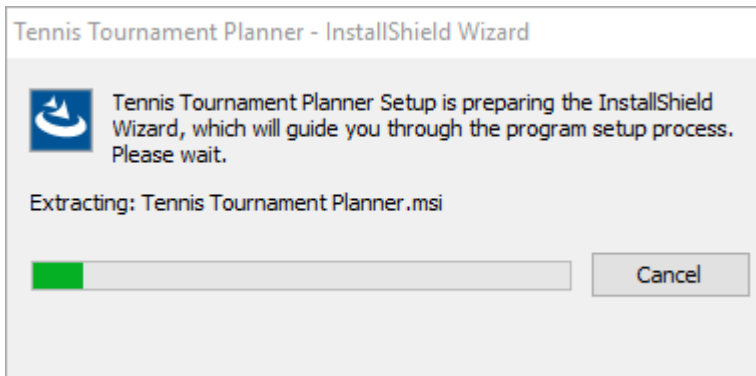 Tennis Tournament Planner - InstallShield Wizard
Tennis Tournament Planner Setup is preparing the InstallShield
Wizard, which will guide you through the program setup process.
Please wait.
Extracting: Tennis Tournament Planner.msi
Cancel